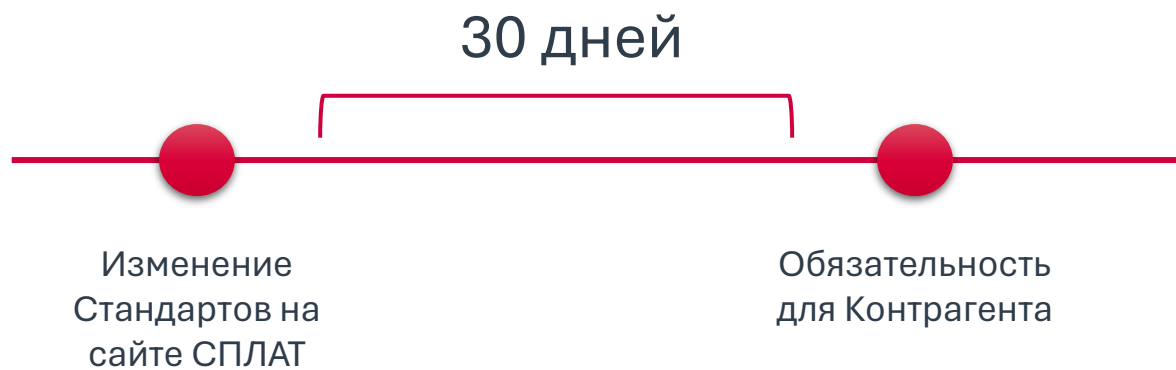 30 дней
Изменение
Стандартов на
сайте СПЛАТ
Обязательность
для Контрагента